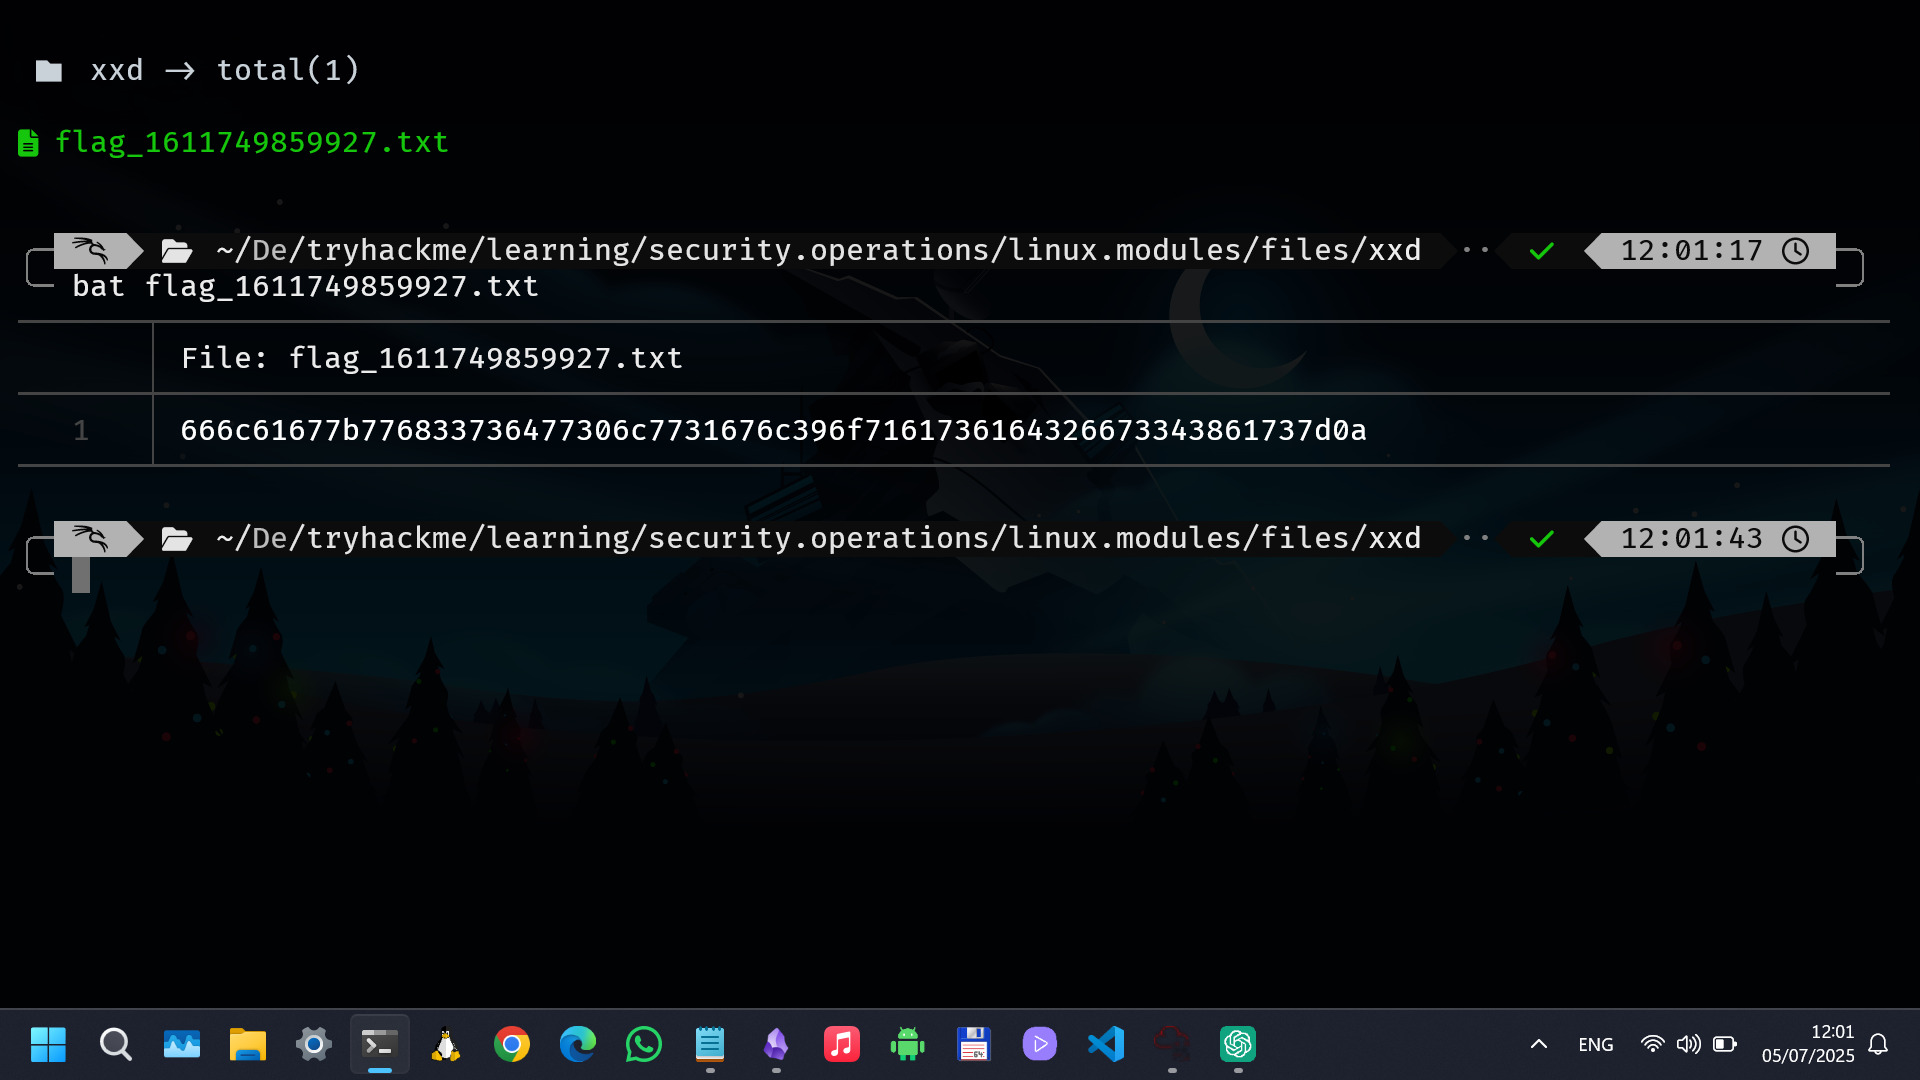 xxd → total(1)
flag_1611749859927.txt
~/De/tryhackme/learning/security.operations/linux.modules/files/xxd ·· ✓ 12:01:17
bat flag_1611749859927.txt
File: flag_1611749859927.txt
1 666c61677b776833736477306c7731676c396f7161736164326673343861737d0a
~/De/tryhackme/learning/security.operations/linux.modules/files/xxd ·· ✓ 12:01:43
64
ENG
12:01
05/07/2025